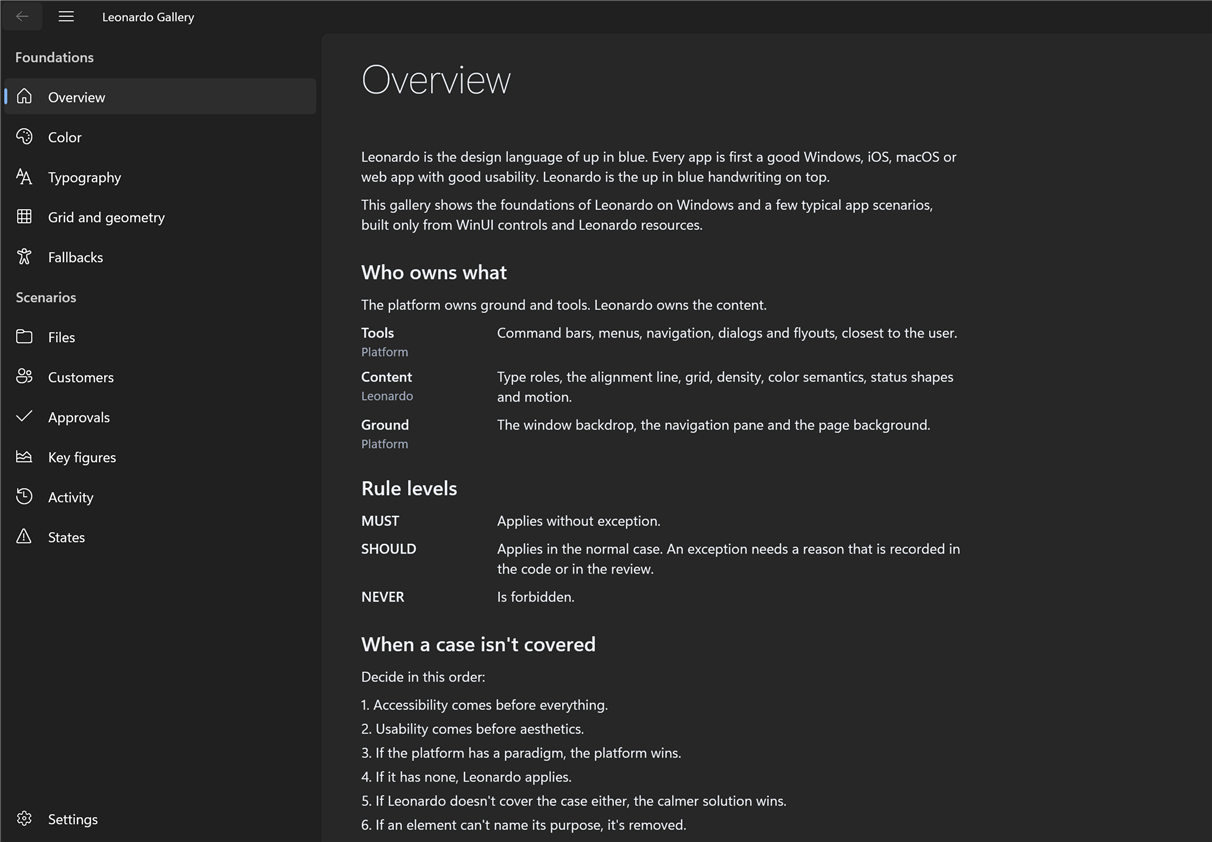 Leonardo Gallery
Foundations
Overview
Color
Typography
Grid and geometry
Fallbacks
Scenarios
Files
Customers
Approvals
Key figures
Activity
States
Settings
Overview
Leonardo is the design language of up in blue. Every app is first a good Windows, iOS, macOS or
web app with good usability. Leonardo is the up in blue handwriting on top.
This gallery shows the foundations of Leonardo on Windows and a few typical app scenarios,
built only from WinUI controls and Leonardo resources.
Who owns what
The platform owns ground and tools. Leonardo owns the content.
Tools
Platform
Command bars, menus, navigation, dialogs and flyouts, closest to the user.
Content
Leonardo
Type roles, the alignment line, grid, density, color semantics, status shapes
and motion.
Ground
Platform
The window backdrop, the navigation pane and the page background.
Rule levels
MUST
Applies without exception.
SHOULD
Applies in the normal case. An exception needs a reason that is recorded in
the code or in the review.
NEVER
Is forbidden.
When a case isn't covered
Decide in this order:
1. Accessibility comes before everything.
2. Usability comes before aesthetics.
3. If the platform has a paradigm, the platform wins.
4. If it has none, Leonardo applies.
5. If Leonardo doesn't cover the case either, the calmer solution wins.
6. If an element can't name its purpose, it's removed.